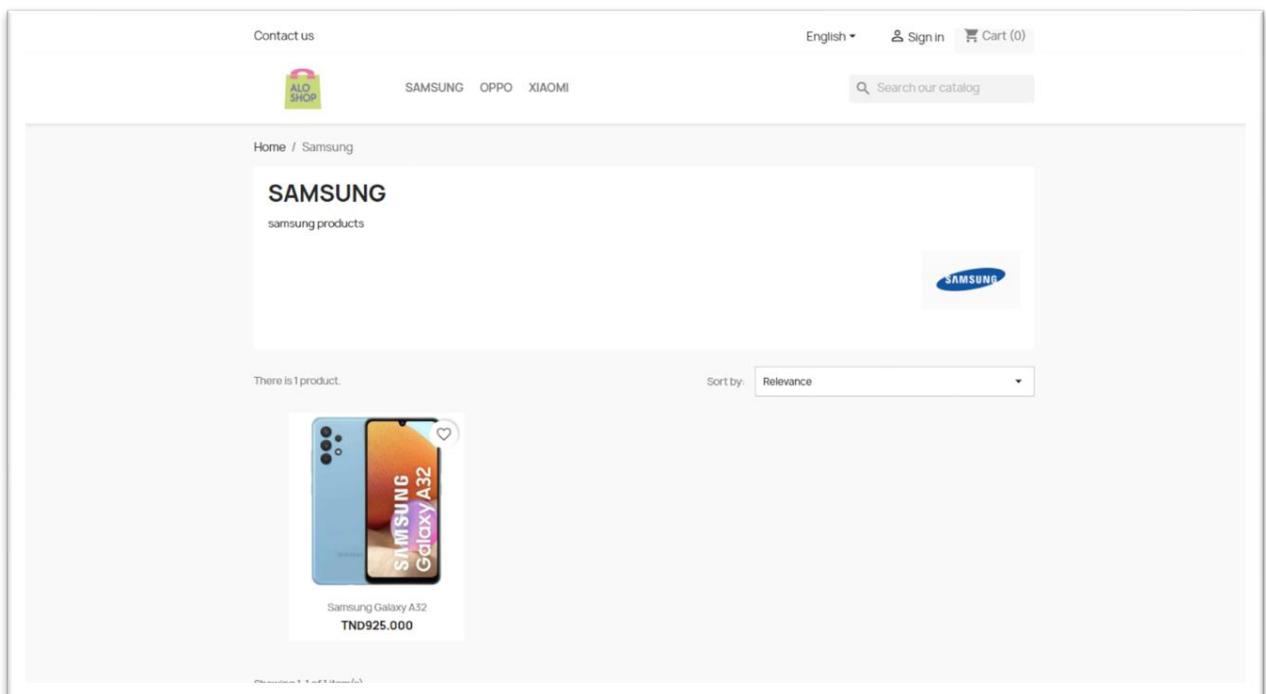 Contact us
English
Sign in
Cart (0)
ALO
SHOP
SAMSUNG OPPO XIAOMI
Search our catalog
Home / Samsung
SAMSUNG
samsung products
SAMSUNG
There is 1 product.
Sort by:
Relevance
SAMSUNG
Galaxy A32
Samsung Galaxy A32
TND925.000